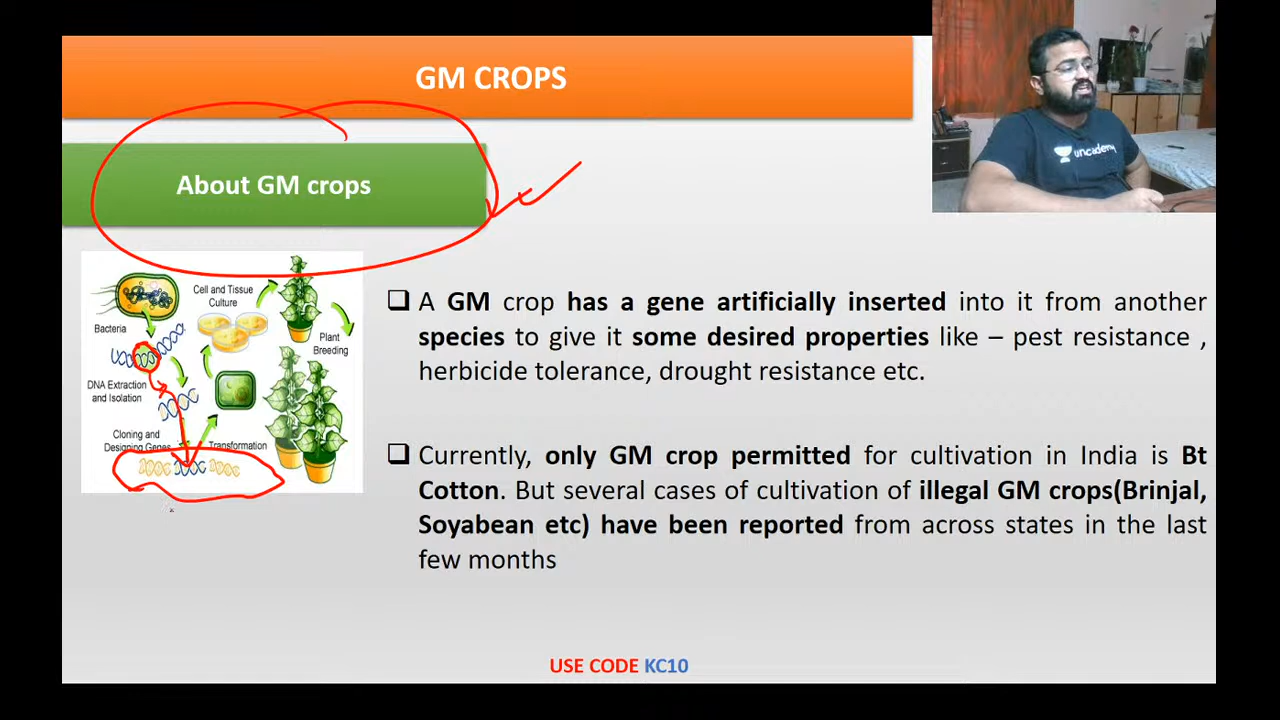 GM CROPS
About GM crops
unacademy
Cell and Tissue
Culture
Bacteria
Plant
Breeding
DNA Extraction
and Isolation
Cloning and
Designing Genes
Transformation
❑ A GM crop has a gene artificially inserted into it from another
species to give it some desired properties like – pest resistance ,
herbicide tolerance, drought resistance etc.
❑ Currently, only GM crop permitted for cultivation in India is Bt
Cotton. But several cases of cultivation of illegal GM crops(Brinjal,
Soyabean etc) have been reported from across states in the last
few months
USE CODE KC10